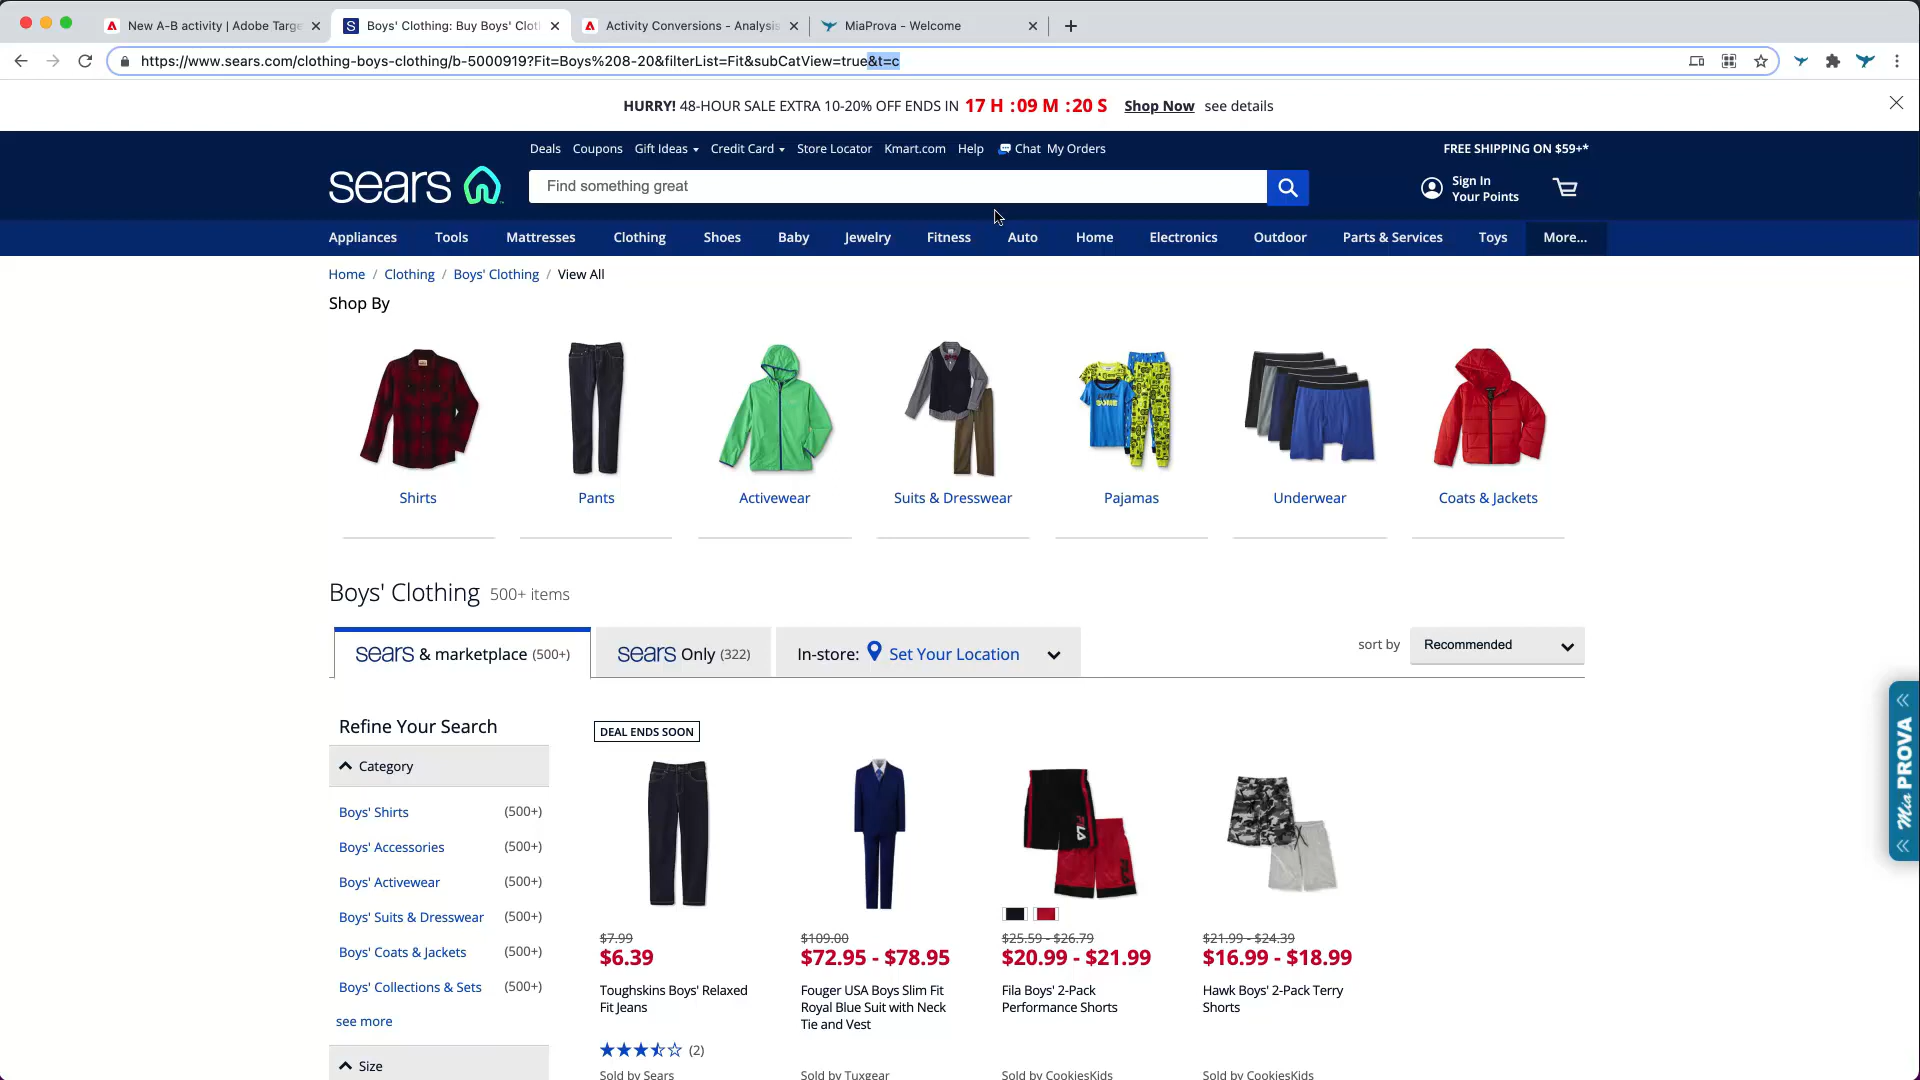 New A-B activity | Adobe Targe
Boys' Clothing: Buy Boys' Clot
Activity Conversions - Analysis
MiaProva - Welcome
https://www.sears.com/clothing-boys-clothing/b-5000919?Fit=Boys%208-20&filterList=Fit&subCatView=true&t=c
HURRY! 48-HOUR SALE EXTRA 10-20% OFF ENDS IN 17 H :09 M :20 S Shop Now see details
Deals Coupons Gift Ideas Credit Card Store Locator Kmart.com Help Chat My Orders
FREE SHIPPING ON $59+*
sears
Find something great
Sign In
Your Points
Appliances Tools Mattresses Clothing Shoes Baby Jewelry Fitness Auto Home Electronics Outdoor Parts & Services Toys More...
Home / Clothing / Boys' Clothing / View All
Shop By
Shirts Pants Activewear Suits & Dresswear Pajamas Underwear Coats & Jackets
Boys' Clothing 500+ items
sears & marketplace (500+)
sears Only (322)
In-store: Set Your Location
sort by Recommended
Refine Your Search
Category
Boys' Shirts (500+)
Boys' Accessories (500+)
Boys' Activewear (500+)
Boys' Suits & Dresswear (500+)
Boys' Coats & Jackets (500+)
Boys' Collections & Sets (500+)
see more
Size
DEAL ENDS SOON
$7.99
$6.39
Toughskins Boys' Relaxed
Fit Jeans
(2)
Sold by Sears
$109.00
$72.95 - $78.95
Fouger USA Boys Slim Fit
Royal Blue Suit with Neck
Tie and Vest
Sold by Tuxgear
FILA
$25.59 - $26.79
$20.99 - $21.99
Fila Boys' 2-Pack
Performance Shorts
Sold by CookiesKids
$21.99 - $24.39
$16.99 - $18.99
Hawk Boys' 2-Pack Terry
Shorts
Sold by CookiesKids
Mia PROVA